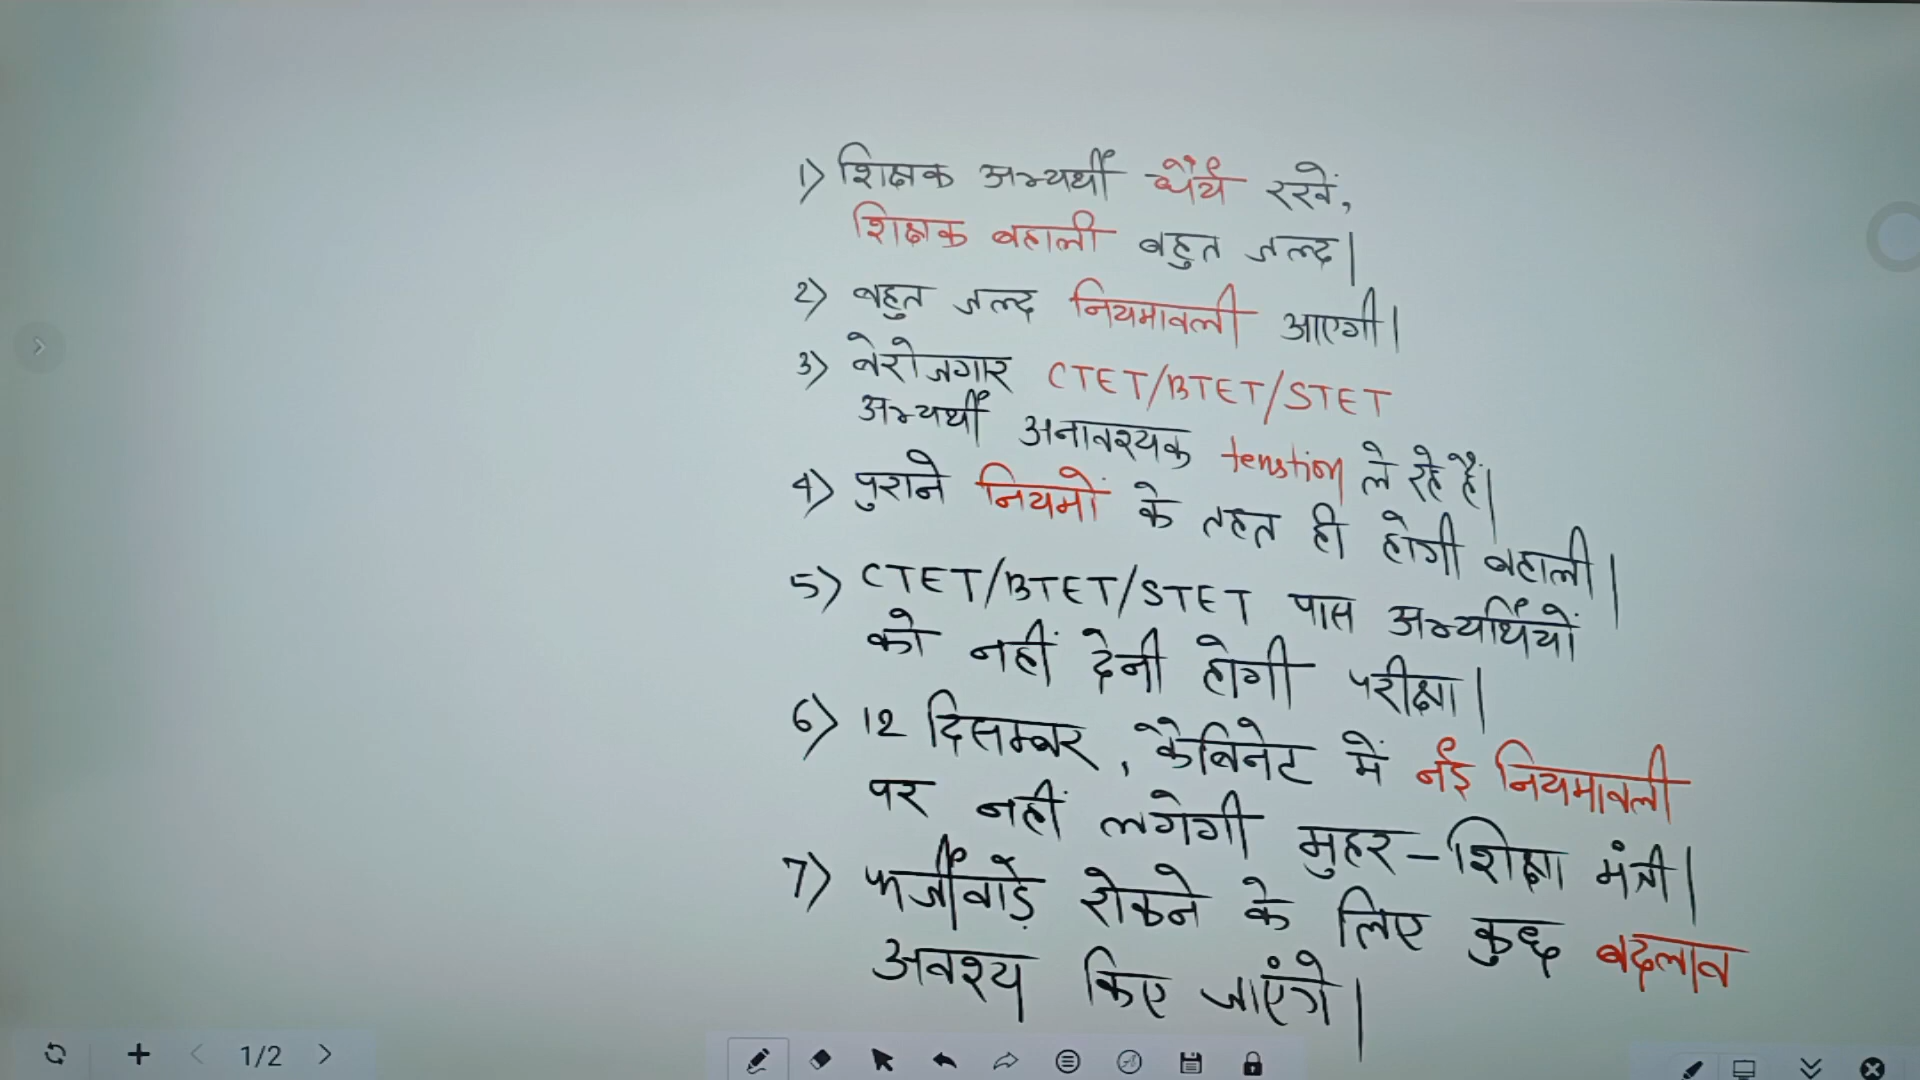 1) शिक्षक अभ्यर्थी धैर्य रखें,
शिक्षक बहाली बहुत जल्द|
2) बहुत जल्द नियमावली आएगी|
3) बेरोजगार CTET/BTET/STET
अभ्यर्थी अनावश्यक tenstion ले रहे हैं|
4) पुराने नियमों के तहत ही होगी बहाली|
5) CTET/BTET/STET पास अभ्यर्थियों
को नहीं देनी होगी परीक्षा|
6) 12 दिसम्बर, कैबिनेट में नई नियमावली
पर नहीं लगेगी मुहर – शिक्षा मंत्री|
7) फर्जीवाड़े रोकने के लिए कुछ बदलाव
अवश्य किए जाएंगे|
1/2